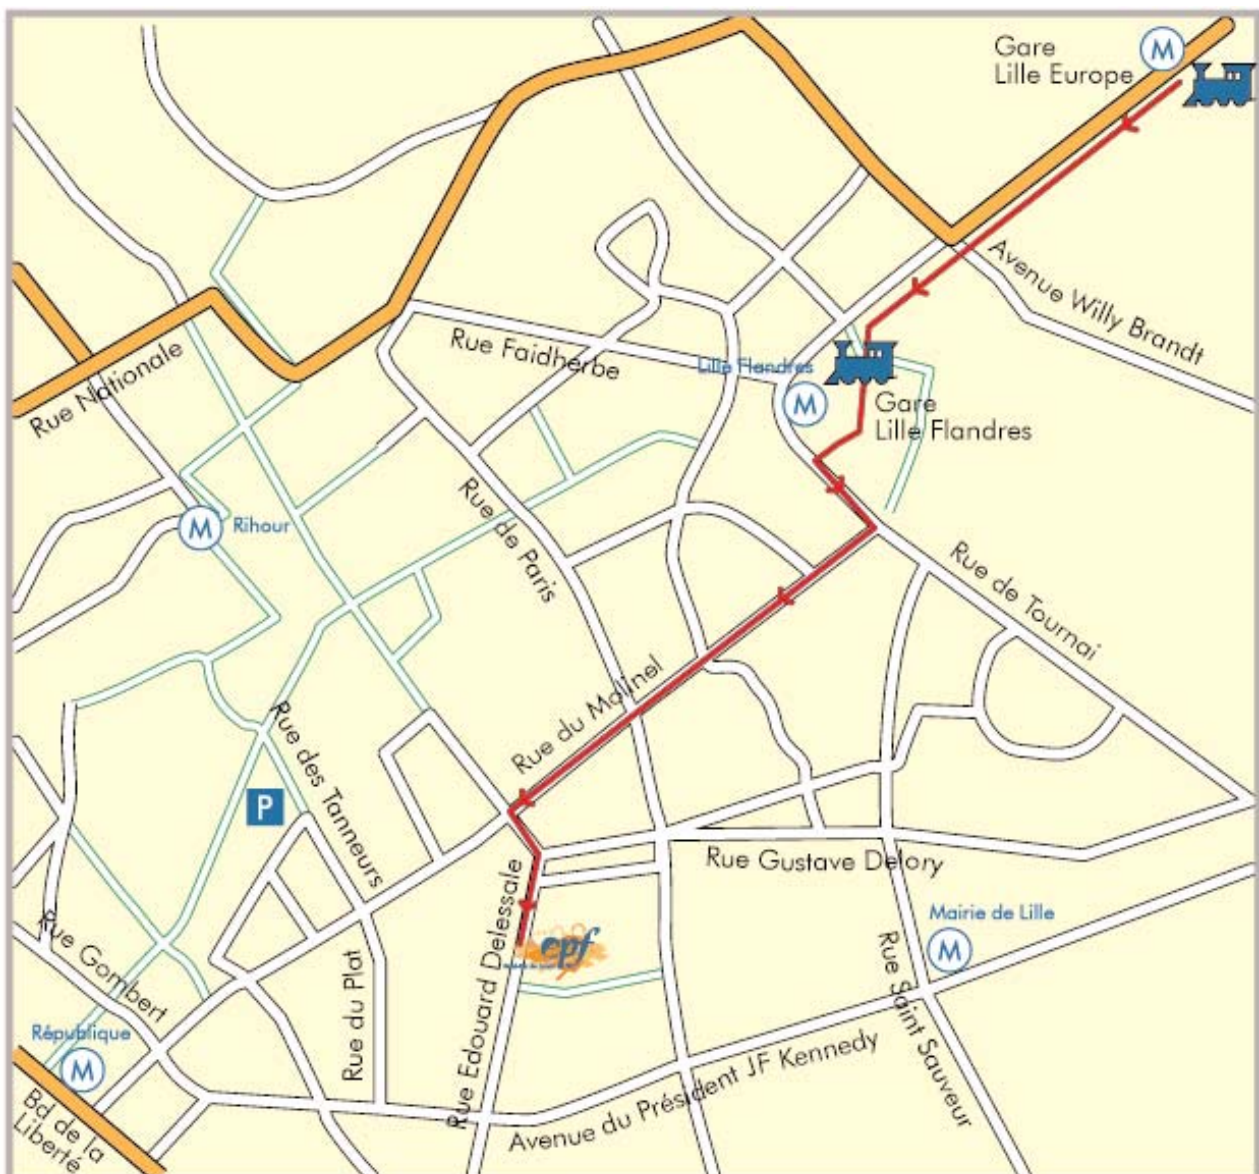 Gare
Lille Europe
M
Avenue Willy Brandt
Rue Faidherbe
Lille Flandres
M
Gare
Lille Flandres
Rue Nationale
M
Rihour
Rue de Paris
Rue de Tournai
Rue du Molinel
Rue des Tanneurs
P
Rue Gustave Delory
Rue Edouard Delessale
epf
Mairie de Lille
M
Rue Saint Sauveur
Rue Gombert
Rue du Plat
République
M
Avenue du Président JF Kennedy
Bd de la
Liberté